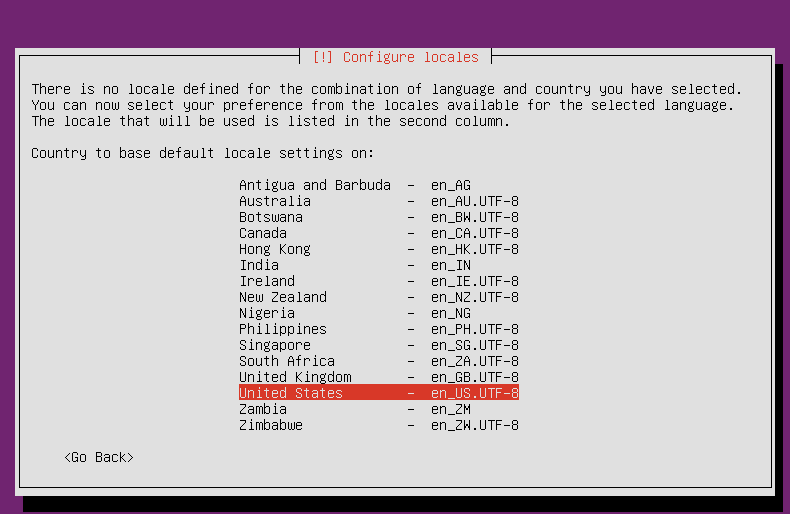 [!] Configure locales
There is no locale defined for the combination of language and country you have selected.
You can now select your preference from the locales available for the selected language.
The locale that will be used is listed in the second column.
Country to base default locale settings on:
Antigua and Barbuda - en_AG
Australia - en_AU.UTF-8
Botswana - en_BW.UTF-8
Canada - en_CA.UTF-8
Hong Kong - en_HK.UTF-8
India - en_IN
Ireland - en_IE.UTF-8
New Zealand - en_NZ.UTF-8
Nigeria - en_NG
Philippines - en_PH.UTF-8
Singapore - en_SG.UTF-8
South Africa - en_ZA.UTF-8
United Kingdom - en_GB.UTF-8
United States - en_US.UTF-8
Zambia - en_ZM
Zimbabwe - en_ZW.UTF-8
<Go Back>